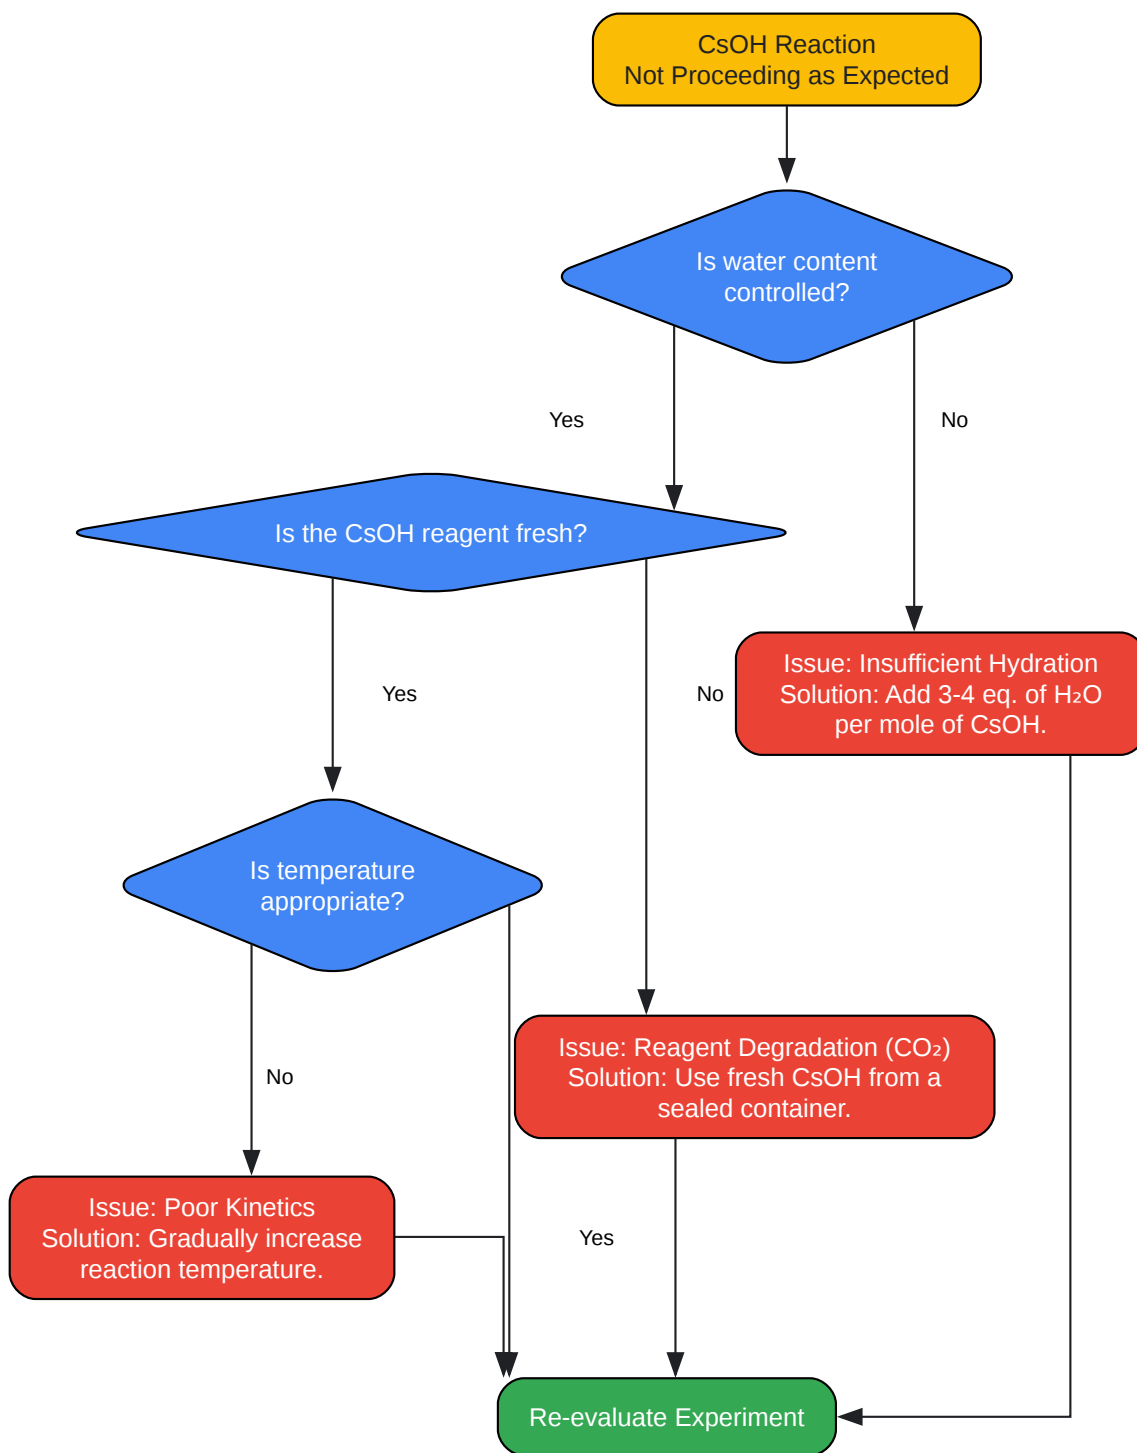 CsOH Reaction
Not Proceeding as Expected
Is water content
controlled?
Yes
No
Is the CsOH reagent fresh?
Issue: Insufficient Hydration
Solution: Add 3-4 eq. of H₂O
per mole of CsOH.
Yes
No
Is temperature
appropriate?
Issue: Reagent Degradation (CO₂)
Solution: Use fresh CsOH from a
sealed container.
No
Issue: Poor Kinetics
Solution: Gradually increase
reaction temperature.
Yes
Re-evaluate Experiment